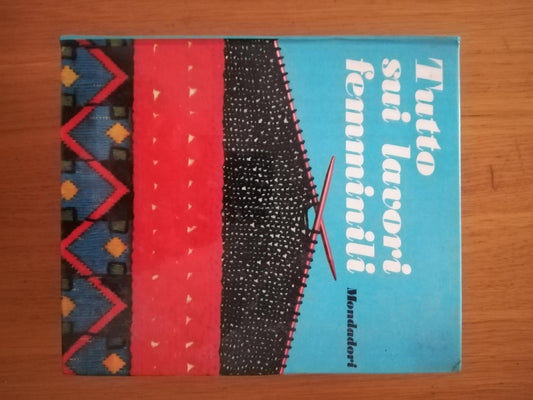 Tutto
sui lavori
femminili
Mondadori